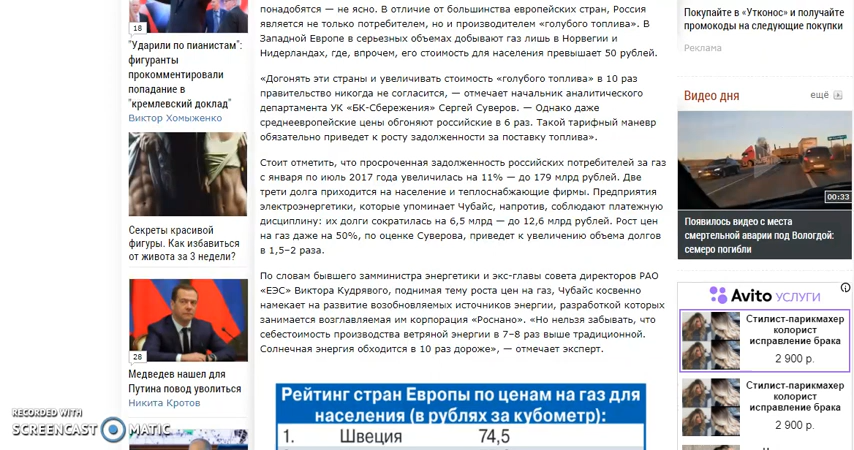 18
"Ударили по пианистам":
фигуранты
прокомментировали
попадание в
"кремлевский доклад"
Виктор Хомыженко
Секреты красивой
фигуры. Как избавиться
от живота за 3 недели?
28
Медведев нашел для
Путина повод уволиться
Никита Кротов
понадобятся — не ясно. В отличие от большинства европейских стран, Россия
является не только потребителем, но и производителем «голубого топлива». В
Западной Европе в серьезных объемах добывают газ лишь в Норвегии и
Нидерландах, где, впрочем, его стоимость для населения превышает 50 рублей.
«Догонять эти страны и увеличивать стоимость «голубого топлива» в 10 раз
правительство никогда не согласится, — отмечает начальник аналитического
департамента УК «БК-Сбережения» Сергей Суверов. — Однако даже
среднеевропейские цены обгоняют российские в 6 раз. Такой тарифный маневр
обязательно приведет к росту задолженности за поставку топлива».
Стоит отметить, что просроченная задолженность российских потребителей за газ
с января по июль 2017 года увеличилась на 11% — до 179 млрд рублей. Две
трети долга приходится на население и теплоснабжающие фирмы. Предприятия
электроэнергетики, которые упоминает Чубайс, напротив, соблюдают платежную
дисциплину: их долги сократилась на 6,5 млрд — до 12,6 млрд рублей. Рост цен
на газ даже на 50%, по оценке Суверова, приведет к увеличению объема долгов
в 1,5–2 раза.
По словам бывшего замминистра энергетики и экс-главы совета директоров РАО
«ЕЭС» Виктора Кудрявого, поднимая тему роста цен на газ, Чубайс косвенно
намекает на развитие возобновляемых источников энергии, разработкой которых
занимается возглавляемая им корпорация «Роснано». «Но нельзя забывать, что
себестоимость производства ветряной энергии в 7–8 раз выше традиционной.
Солнечная энергия обходится в 10 раз дороже», — отмечает эксперт.
Рейтинг стран Европы по ценам на газ для
населения (в рублях за кубометр):
1. Швеция 74,5
Покупайте в «Утконос» и получайте
промокоды на следующие покупки
Реклама
Видео дня
ещё
00:33
Появилось видео с места
смертельной аварии под Вологдой:
семеро погибли
Avito УСЛУГИ
Стилист-парикмахер
колорист
исправление брака
2 900 р.
Стилист-парикмахер
колорист
исправление брака
2 900 р.
RECORDED WITH
SCREENCAST MATIC